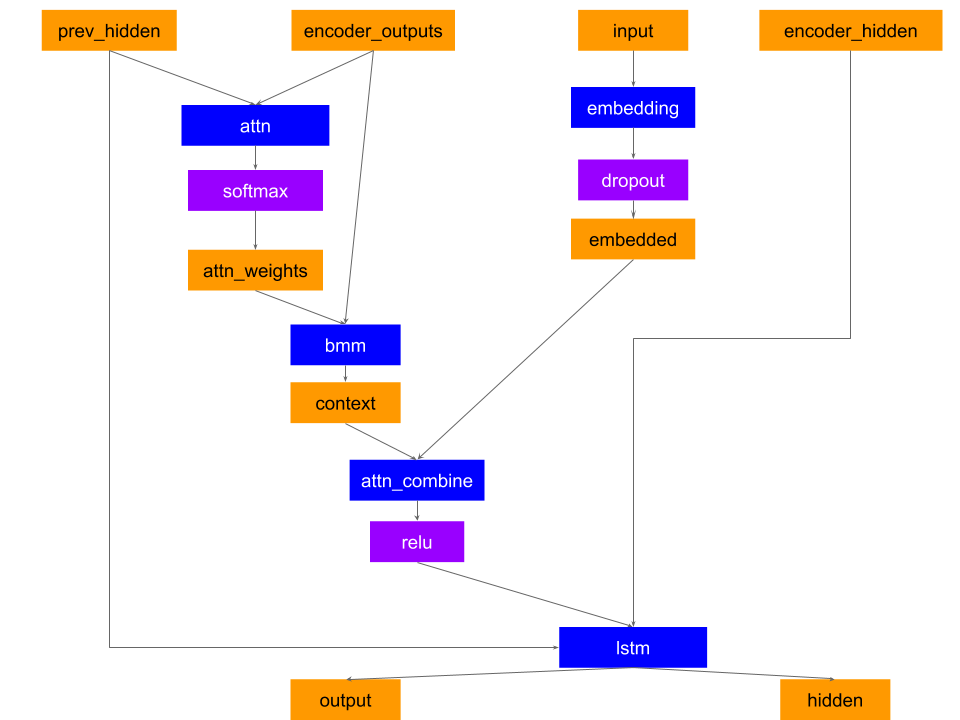 prev_hidden
encoder_outputs
input
encoder_hidden
embedding
attn
dropout
softmax
embedded
attn_weights
bmm
context
attn_combine
relu
lstm
output
hidden